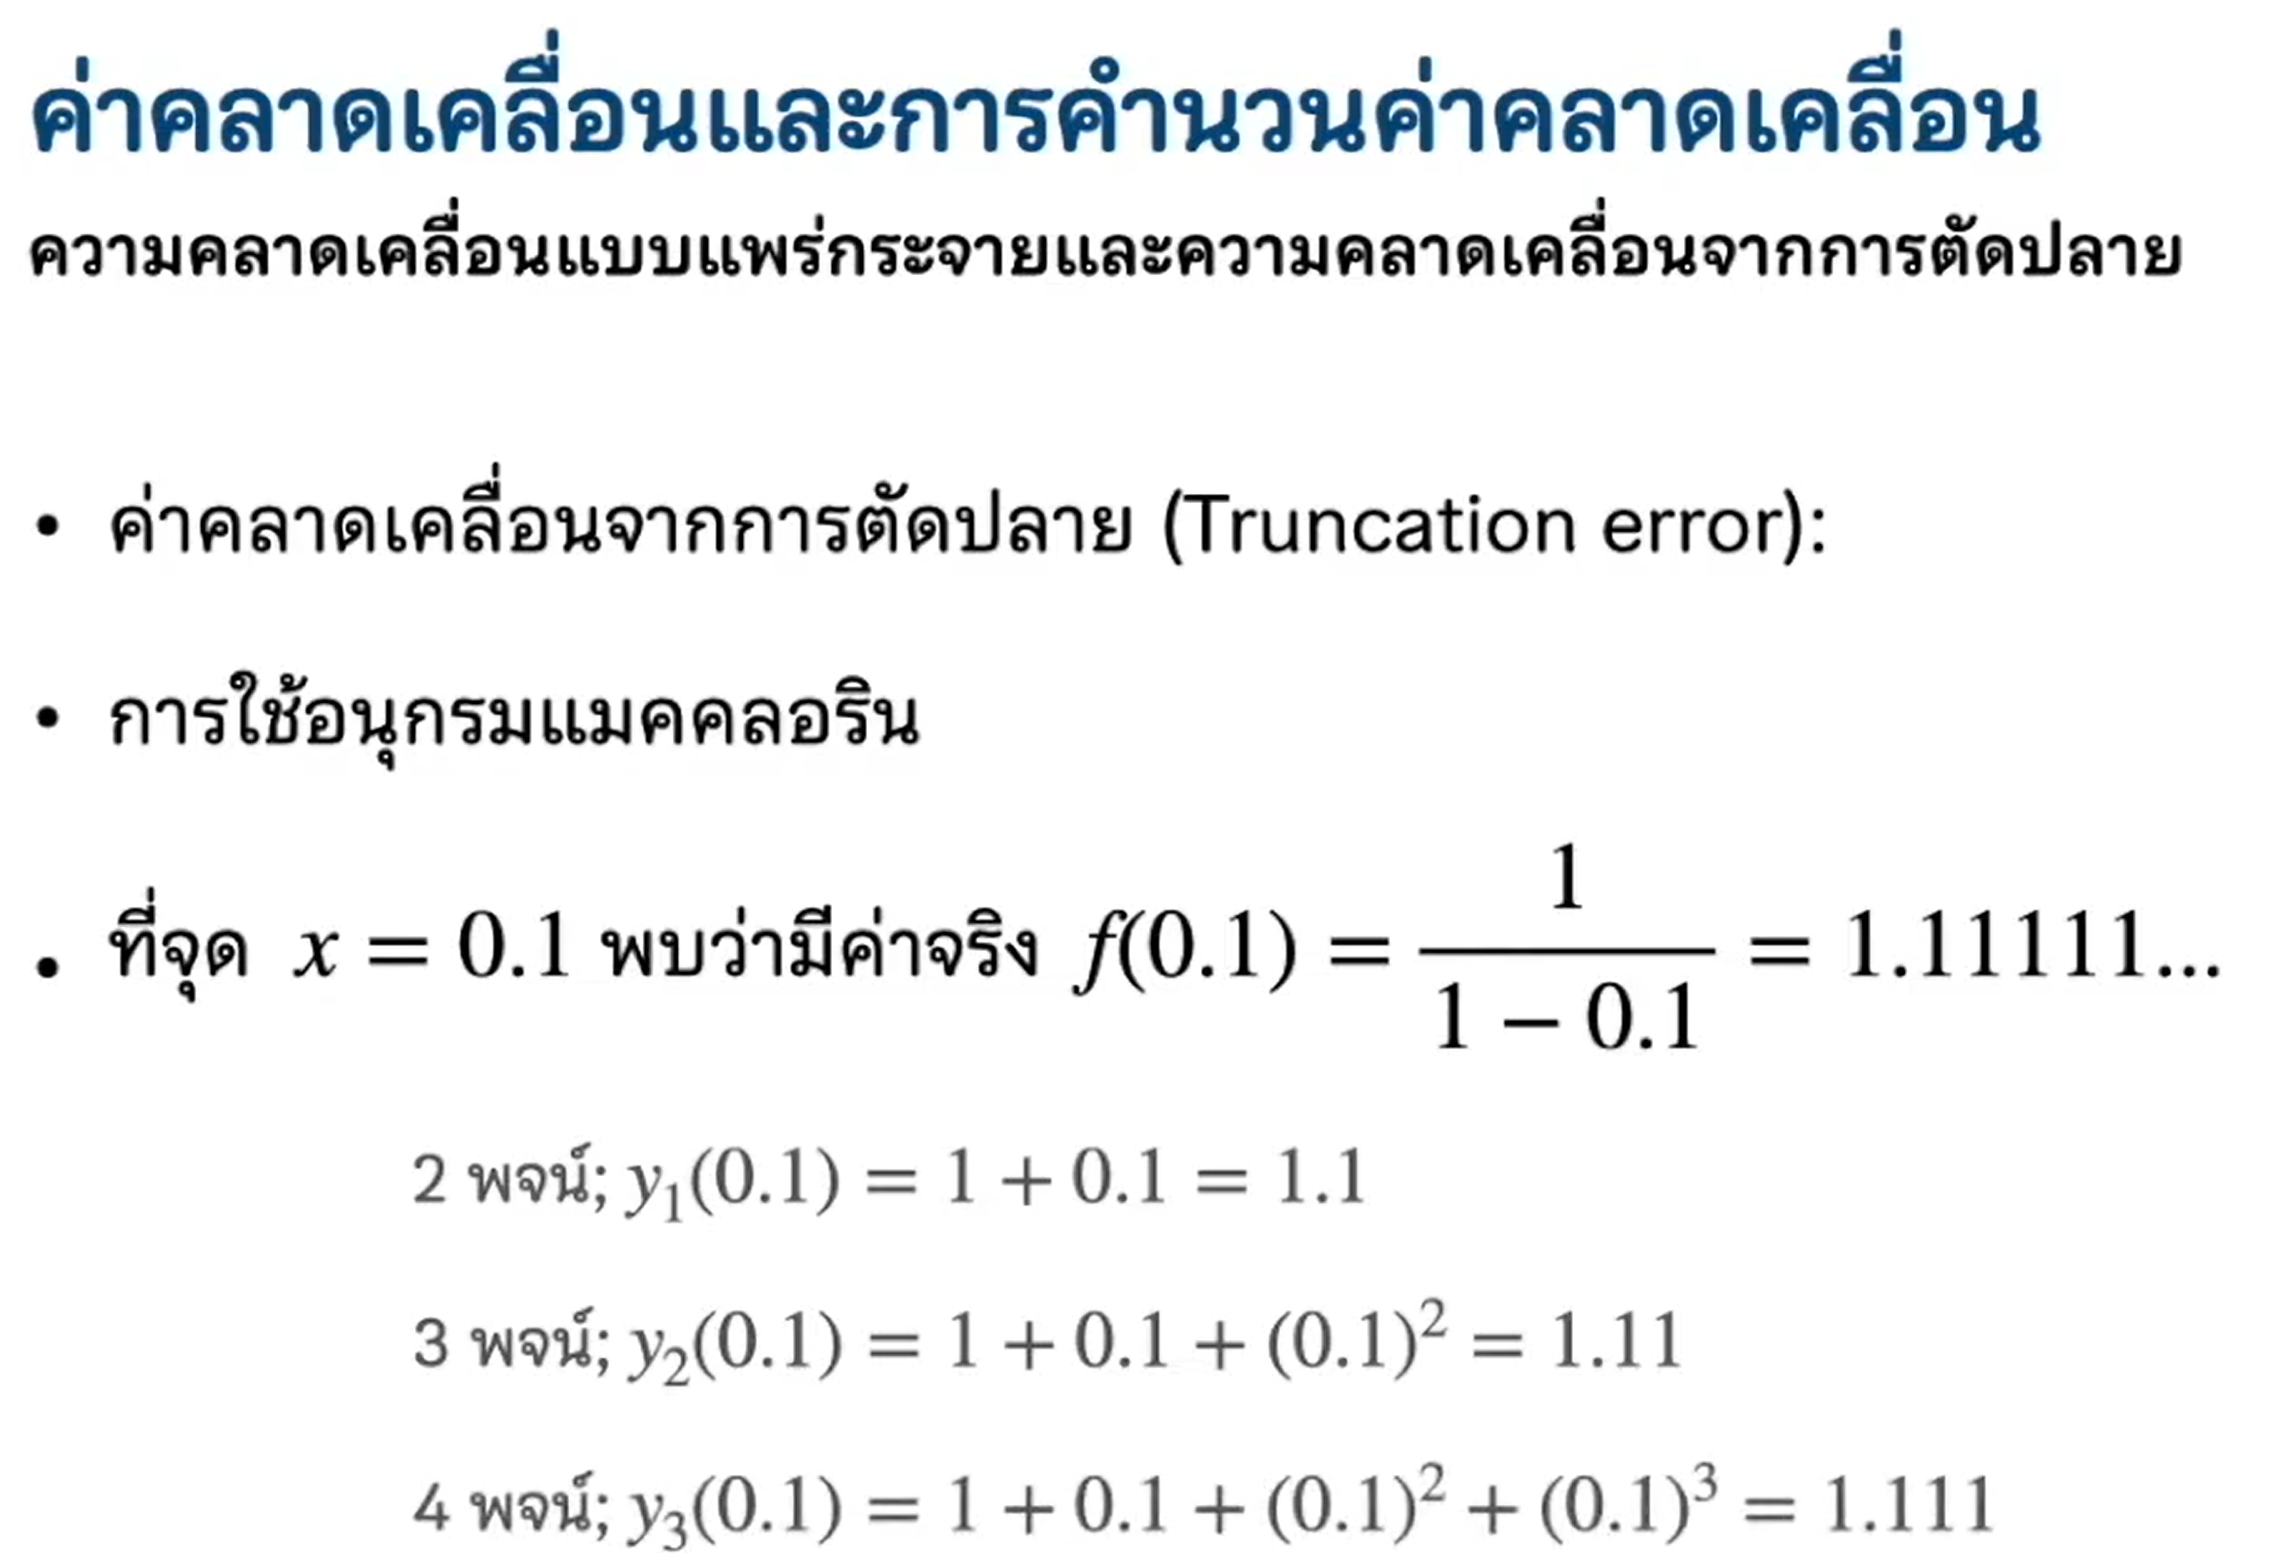 ค่าคลาดเคลื่อนและการคำนวนค่าคลาดเคลื่อน
ความคลาดเคลื่อนแบบแพร่กระจายและความคลาดเคลื่อนจากการตัดปลาย
• ค่าคลาดเคลื่อนจากการตัดปลาย (Truncation error):
• การใช้อนุกรมแมคคลอริน
• ที่จุด x = 0.1 พบว่ามีค่าจริง f(0.1) = \frac{1}{1 − 0.1} = 1.11111...
2 พจน์; y₁(0.1) = 1 + 0.1 = 1.1
3 พจน์; y₂(0.1) = 1 + 0.1 + (0.1)² = 1.11
4 พจน์; y₃(0.1) = 1 + 0.1 + (0.1)² + (0.1)³ = 1.111